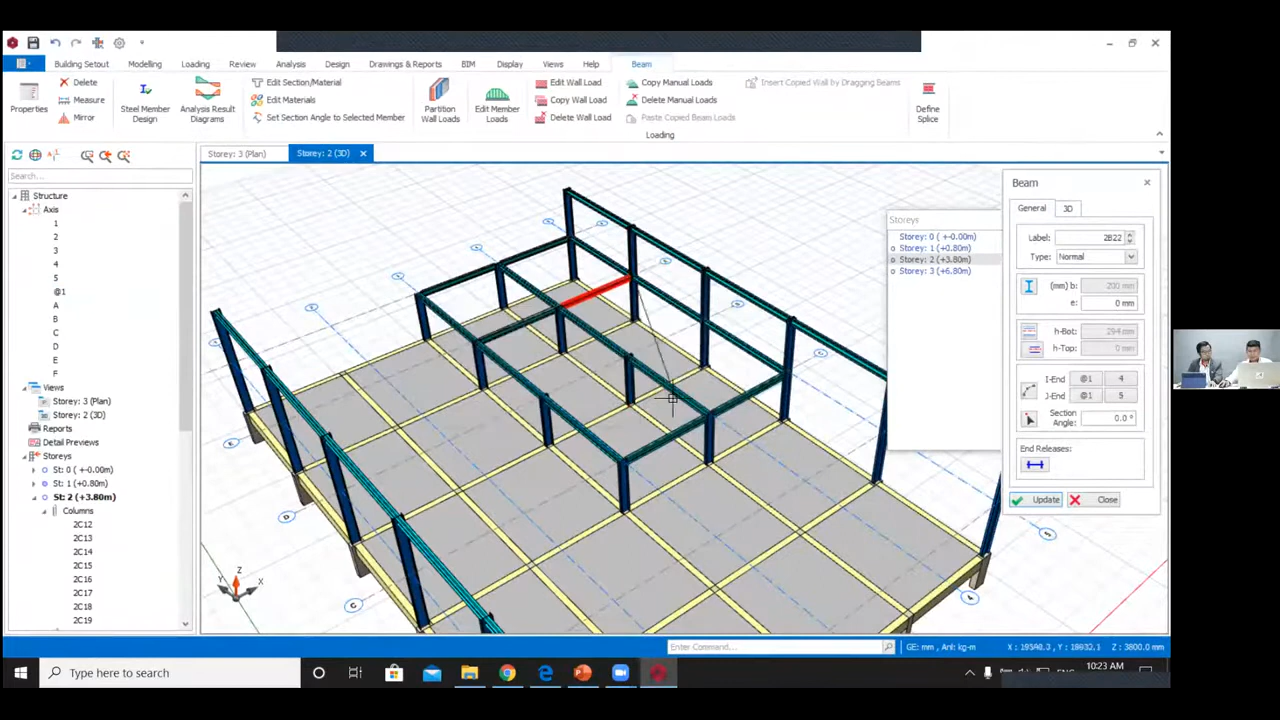 Building Setout Modelling Loading Review Analysis Design Drawings & Reports BIM Display Views Help Beam
Properties
Delete
Measure
Mirror
Steel Member Design
Analysis Result Diagrams
Edit Section/Material
Edit Materials
Set Section Angle to Selected Member
Partition Wall Loads
Edit Member Loads
Edit Wall Load
Copy Wall Load
Delete Wall Load
Copy Manual Loads
Delete Manual Loads
Paste Copied Beam Loads
Insert Copied Wall by Dragging Beams
Define Splice
Loading
Storey: 3 (Plan)
Storey: 2 (3D)
Search...
Structure
Axis
1
2
3
4
5
@1
A
B
C
D
E
F
Views
Storey: 3 (Plan)
Storey: 2 (3D)
Reports
Detail Previews
Storeys
St: 0 ( +-0.00m)
St: 1 (+0.80m)
St: 2 (+3.80m)
Columns
2C12
2C13
2C14
2C15
2C16
2C17
2C18
2C19
Z
Y
X
Storeys
Storey: 0 ( +-0.00m)
Storey: 1 (+0.80m)
Storey: 2 (+3.80m)
Storey: 3 (+6.80m)
Beam
General 3D
Label: 2B22
Type: Normal
(mm) b: 200 mm
e: 0 mm
h-Bot: 294 mm
h-Top: 0 mm
I-End @1 4
J-End @1 5
Section Angle: 0.0 °
End Releases:
Update Close
Enter Command...
GE: mm , Anl: kg-m
Z : 3800.0 mm
Type here to search
ENG
10:23 AM